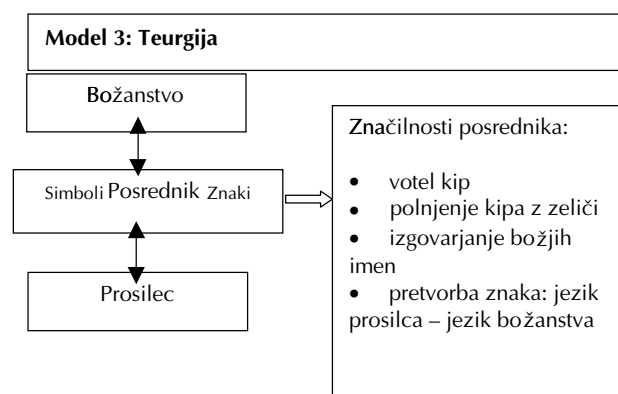 Model 3: Teurgija
Božanstvo
Simboli Posrednik Znaki
Prosilec
Značilnosti posrednika:
• votel kip
• polnjenje kipa z zeliči
• izgovarjanje božjih
imen
• pretvorba znaka: jezik
prosilca – jezik božanstva